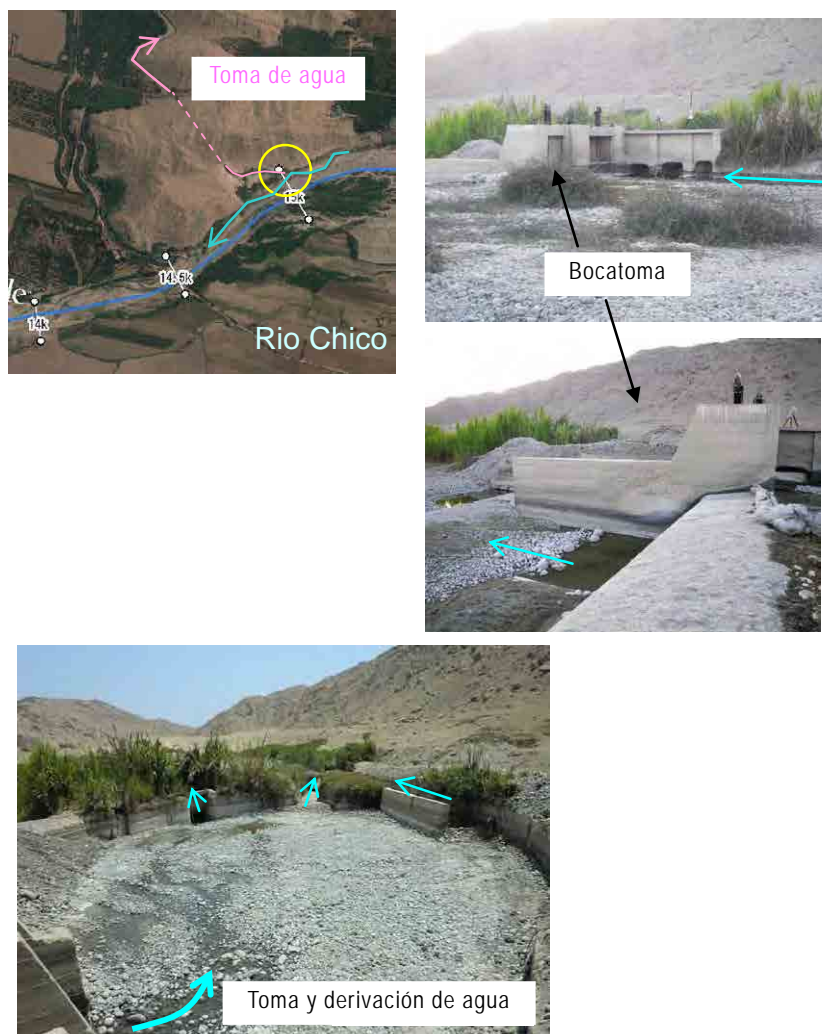 Toma de agua
15k
14.5k
14k
Rio Chico
Bocatoma
Toma y derivación de agua